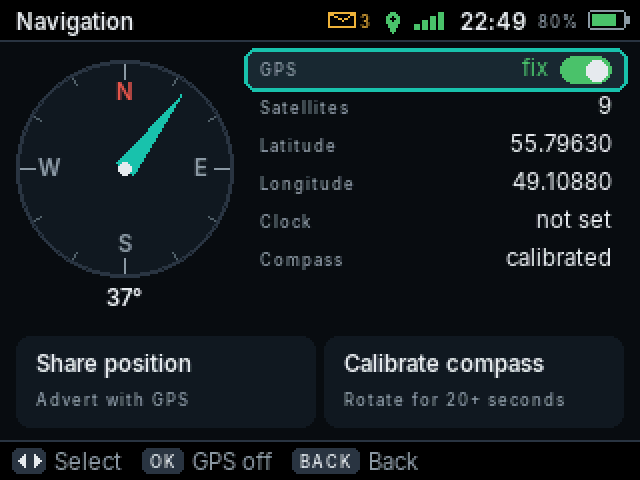 Navigation 3 22:49 80%
N
W E
S
37°
GPS fix
Satellites 9
Latitude 55.79630
Longitude 49.10880
Clock not set
Compass calibrated
Share position
Advert with GPS
Calibrate compass
Rotate for 20+ seconds
Select OK GPS off BACK Back